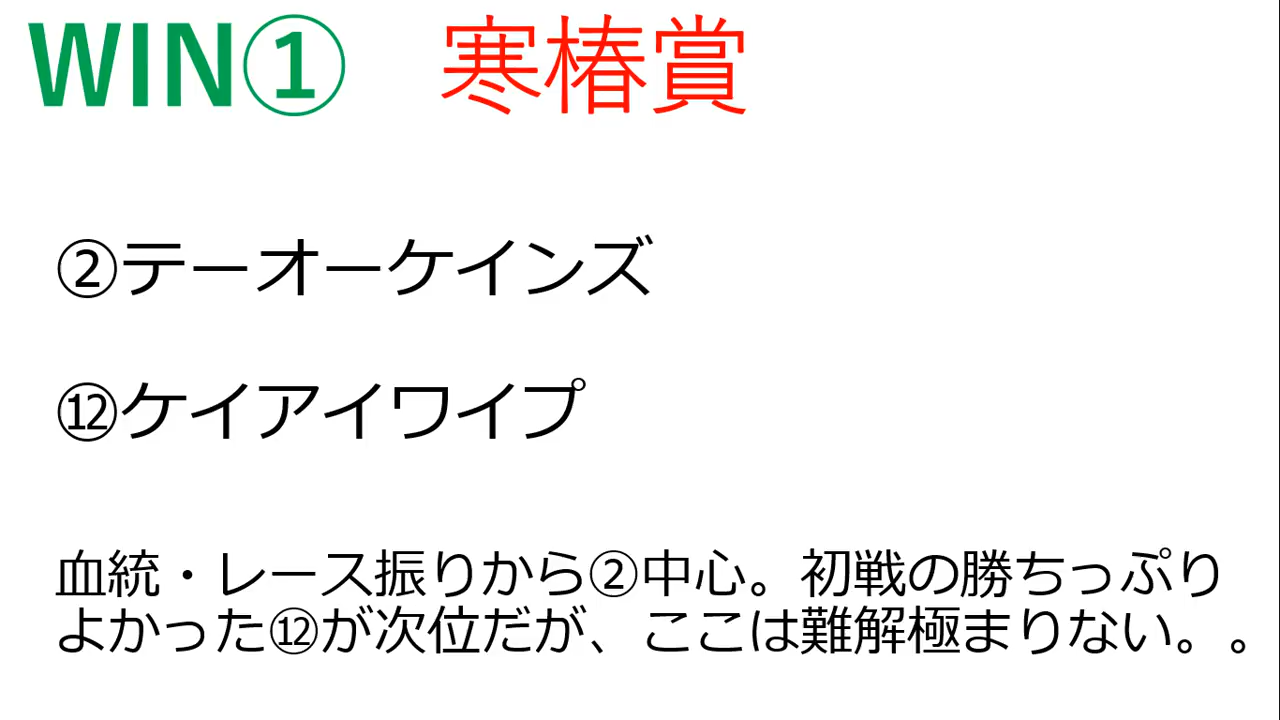 WIN① 寒椿賞
②テーオーケインズ
⑫ケイアイワイプ
血統・レース振りから②中心。初戦の勝ちっぷり
よかった⑫が次位だが、ここは難解極まりない。。